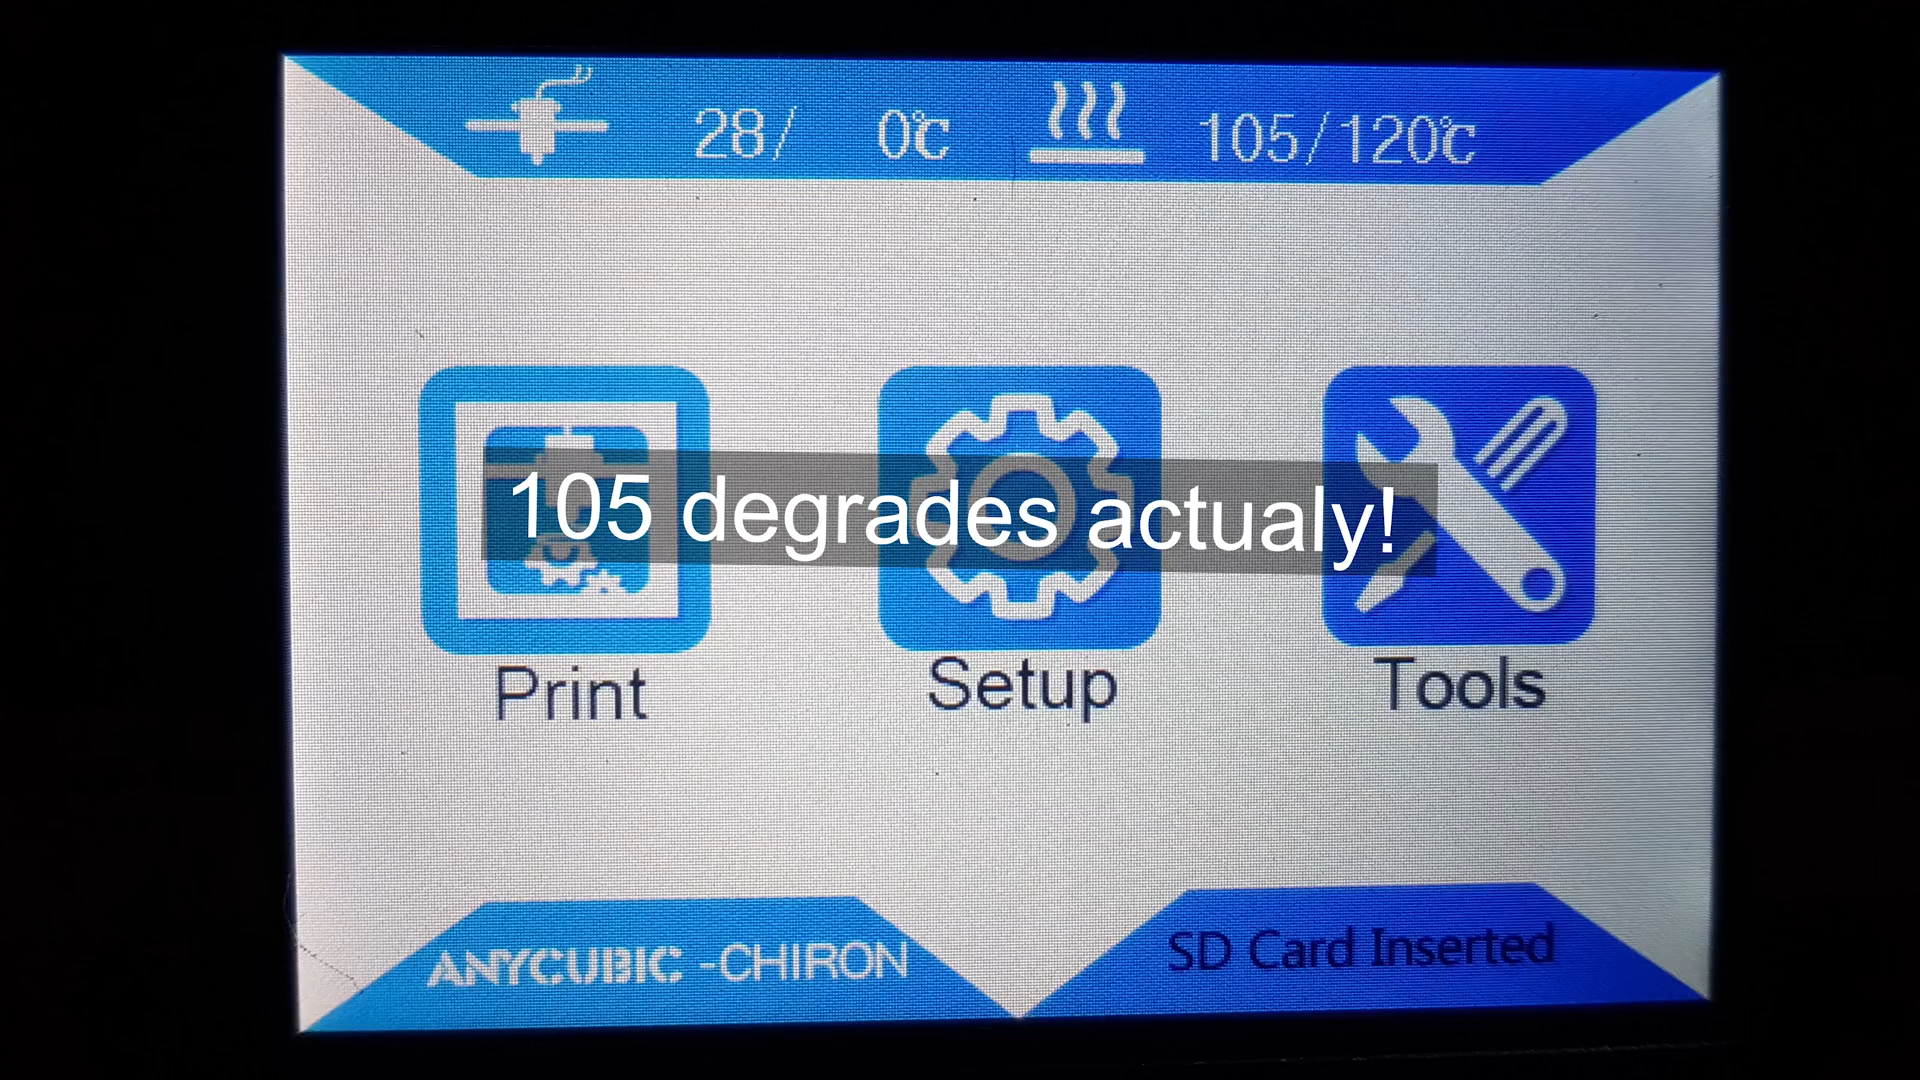 28/ 0℃ 105/120℃
105 degrades actualy!
Print Setup Tools
ANYCUBIC -CHIRON
SD Card Inserted